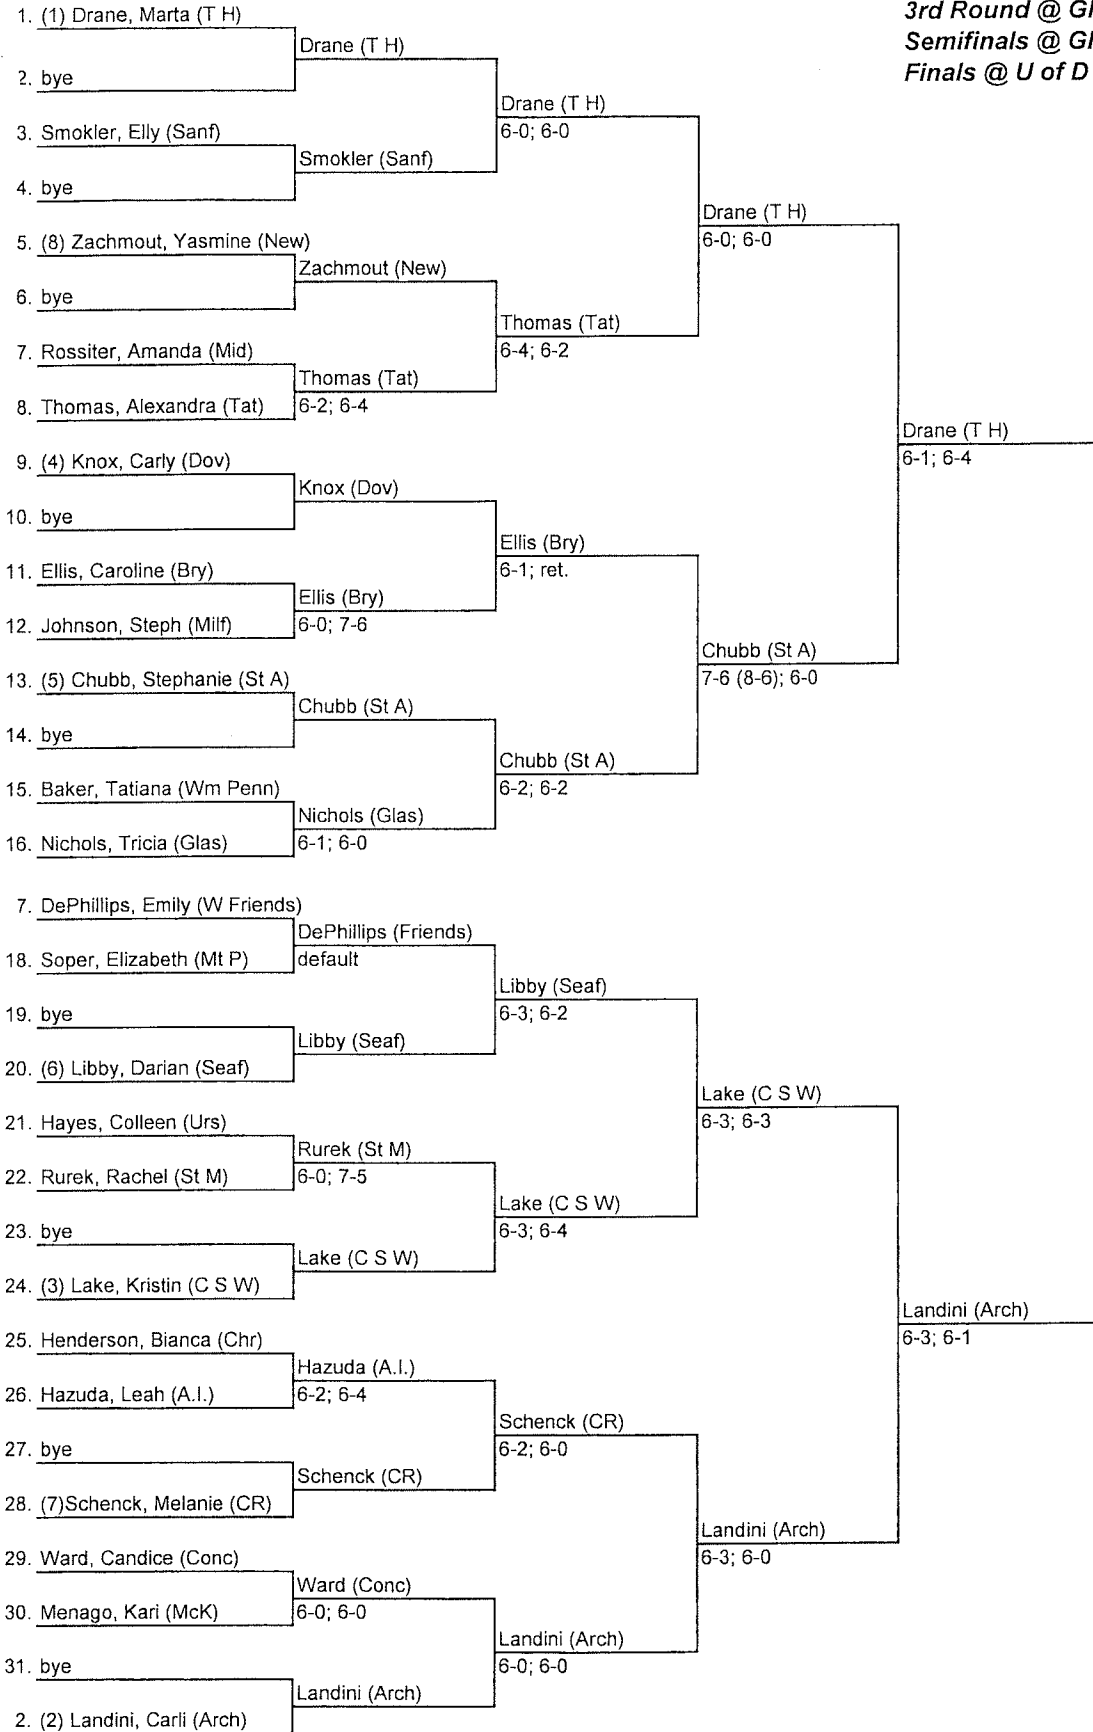 3rd Round @ Gl
Semifinals @ Gl
Finals @ U of D
1. (1) Drane, Marta (T H)
2. bye
3. Smokler, Elly (Sanf)
4. bye
5. (8) Zachmout, Yasmine (New)
6. bye
7. Rossiter, Amanda (Mid)
8. Thomas, Alexandra (Tat)
9. (4) Knox, Carly (Dov)
10. bye
11. Ellis, Caroline (Bry)
12. Johnson, Steph (Milf)
13. (5) Chubb, Stephanie (St A)
14. bye
15. Baker, Tatiana (Wm Penn)
16. Nichols, Tricia (Glas)
7. DePhillips, Emily (W Friends)
18. Soper, Elizabeth (Mt P)
19. bye
20. (6) Libby, Darian (Seaf)
21. Hayes, Colleen (Urs)
22. Rurek, Rachel (St M)
23. bye
24. (3) Lake, Kristin (C S W)
25. Henderson, Bianca (Chr)
26. Hazuda, Leah (A.I.)
27. bye
28. (7)Schenck, Melanie (CR)
29. Ward, Candice (Conc)
30. Menago, Kari (McK)
31. bye
2. (2) Landini, Carli (Arch)
Drane (T H)
Smokler (Sanf)
Zachmout (New)
Thomas (Tat)
6-2; 6-4
Knox (Dov)
Ellis (Bry)
6-0; 7-6
Chubb (St A)
Nichols (Glas)
6-1; 6-0
DePhillips (Friends)
default
Libby (Seaf)
Rurek (St M)
6-0; 7-5
Lake (C S W)
Hazuda (A.I.)
6-2; 6-4
Schenck (CR)
Ward (Conc)
6-0; 6-0
Landini (Arch)
Drane (T H)
6-0; 6-0
Thomas (Tat)
6-4; 6-2
Ellis (Bry)
6-1; ret.
Chubb (St A)
6-2; 6-2
Libby (Seaf)
6-3; 6-2
Lake (C S W)
6-3; 6-4
Schenck (CR)
6-2; 6-0
Landini (Arch)
6-0; 6-0
Drane (T H)
6-0; 6-0
Chubb (St A)
7-6 (8-6); 6-0
Lake (C S W)
6-3; 6-3
Landini (Arch)
6-3; 6-0
Drane (T H)
6-1; 6-4
Landini (Arch)
6-3; 6-1